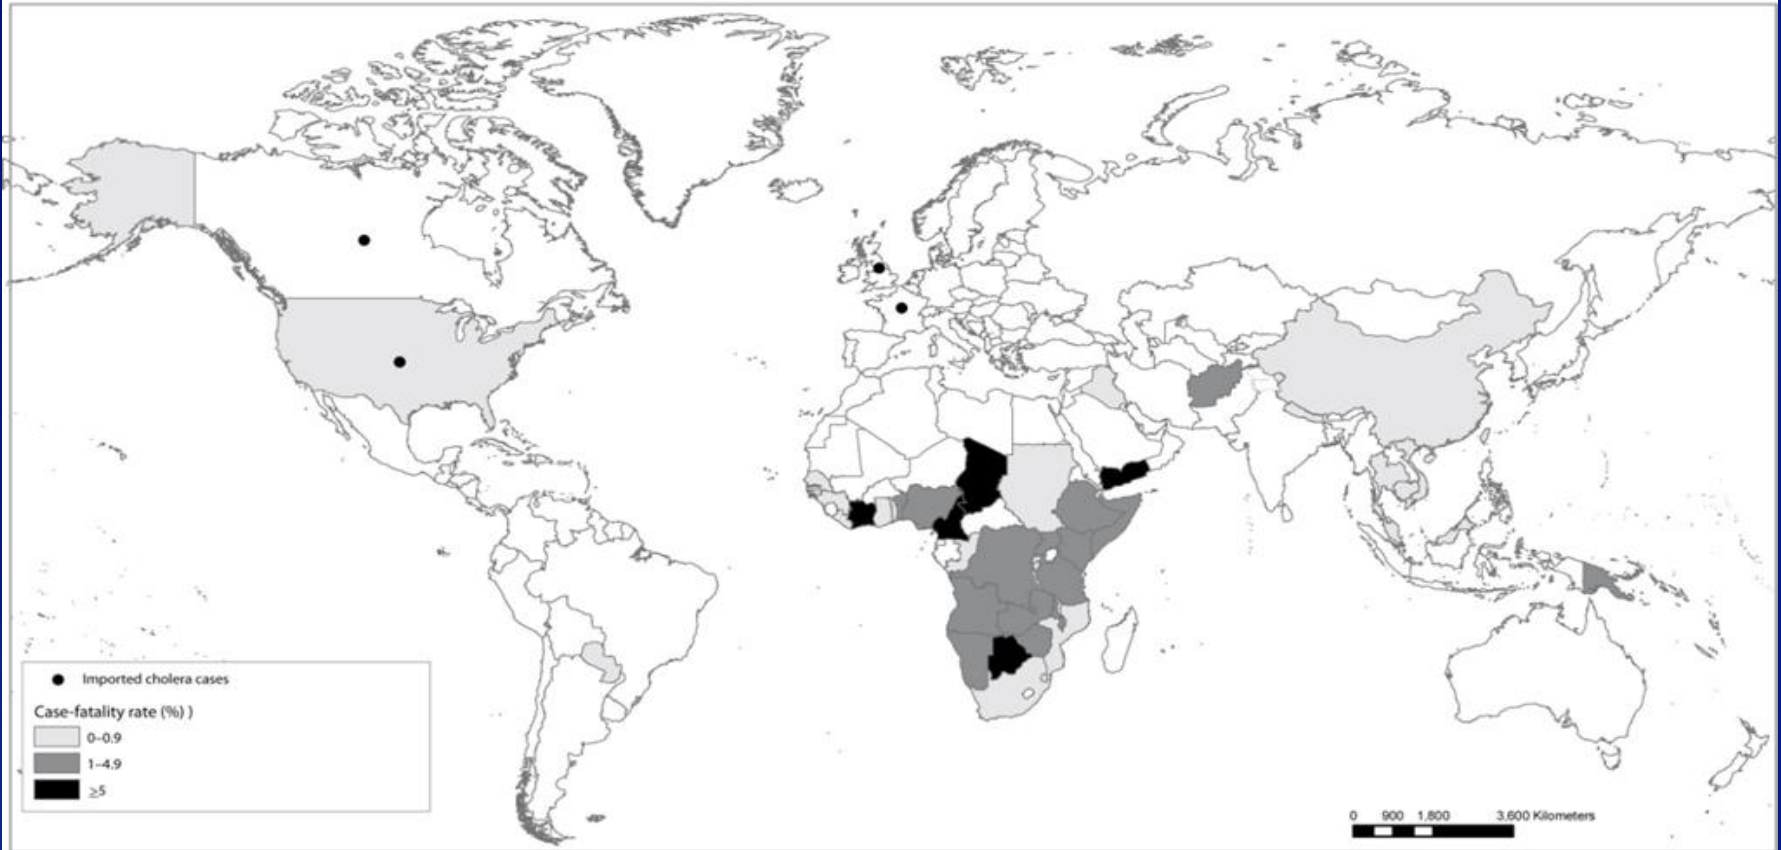 Imported cholera cases
Case-fatality rate (%) )
0–0.9
1–4.9
≥5
0 900 1,800 3,600 Kilometers